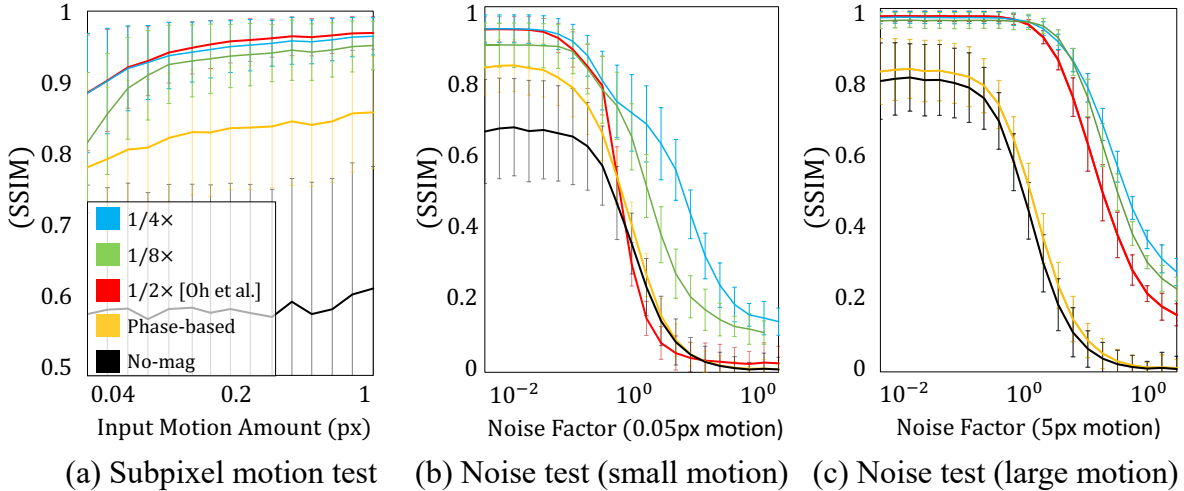 1
0.9
0.8
0.7
0.6
0.5
(SSIM)
1/4×
1/8×
1/2× [Oh et al.]
Phase-based
No-mag
0.04 0.2 1
Input Motion Amount (px)
(a) Subpixel motion test
1
0.8
0.6
0.4
0.2
0
(SSIM)
10⁻² 10⁰ 10²
Noise Factor (0.05px motion)
(b) Noise test (small motion)
1
0.8
0.6
0.4
0.2
0
(SSIM)
10⁻² 10⁰ 10²
Noise Factor (5px motion)
(c) Noise test (large motion)